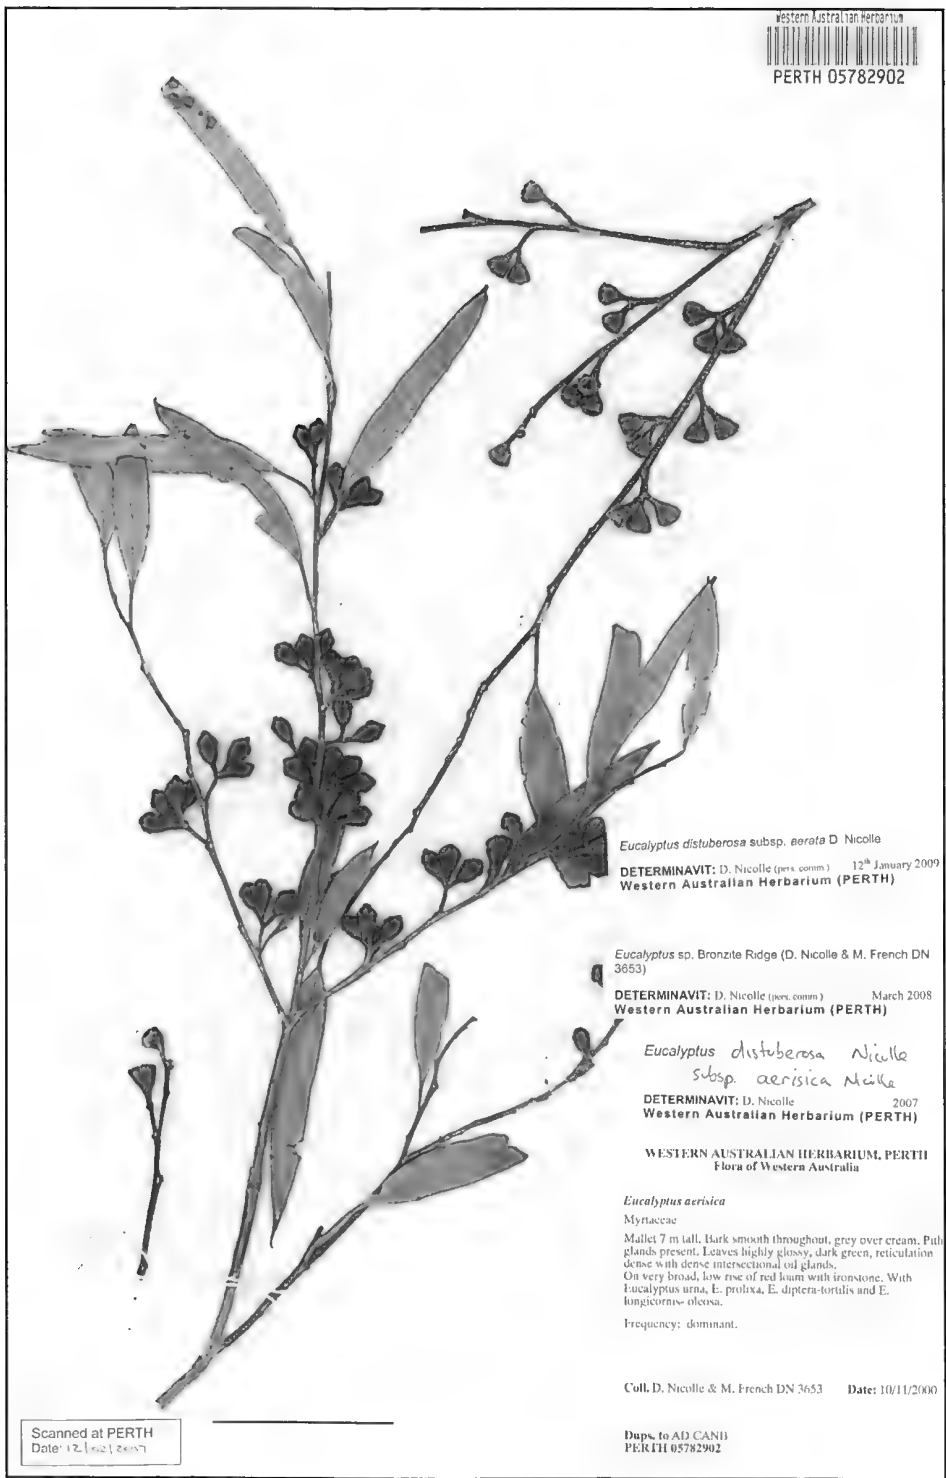 Western Australian Herbarium
PERTH 05782902
Eucalyptus distuberosa subsp. aerata D Nicolle
DETERMINAVIT: D. Nicolle (pers. comm) 12th January 2009
Western Australian Herbarium (PERTH)
Eucalyptus sp. Bronzite Ridge (D. Nicolle & M. French DN
3653)
DETERMINAVIT: D. Nicolle (pers. comm) March 2008
Western Australian Herbarium (PERTH)
Eucalyptus distuberosa Nicolle
subsp. aerisica Nicolle
DETERMINAVIT: D. Nicolle 2007
Western Australian Herbarium (PERTH)
WESTERN AUSTRALIAN HERBARIUM, PERTH
Flora of Western Australia
Eucalyptus aerisica
Myrtaceae
Mallet 7 m tall. Bark smooth throughout, grey over cream. Pith
glands present. Leaves highly glossy, dark green, reticulation
dense with dense intersectional oil glands.
On very broad, low rise of red loam with ironstone. With
Eucalyptus urna, E. prolixa, E. diptera-tortilis and E.
longicornis- oleosa.
Frequency: dominant.
Coll. D. Nicolle & M. French DN 3653 Date: 10/11/2000
Dups. to AD CANB
PERTH 05782902
Scanned at PERTH
Date: 12/ /2007